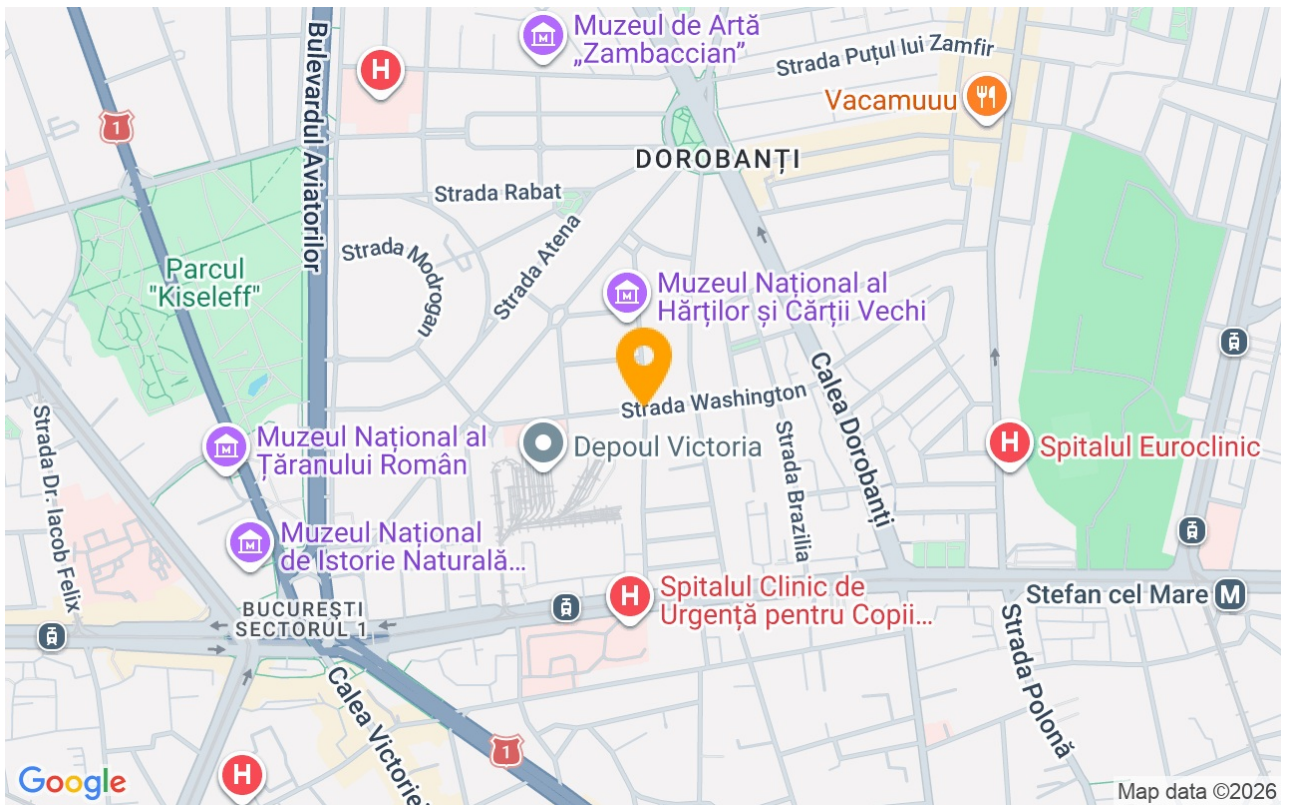 Muzeul de Artă
„Zambaccian”
Strada Puțul lui Zamfir
H
Vacamuuu
1
Bulevardul Aviatorilor
DOROBANȚI
Strada Rabat
Strada Atena
Strada Modrogan
Parcul
"Kiseleff"
Muzeul Național al
Hărților și Cărții Vechi
Strada Washington
Calea Dorobanți
Strada Brazilia
Strada Dr. Iacob Felix
Muzeul Național al
Țăranului Român
Depoul Victoria
H
Spitalul Euroclinic
Muzeul Național
de Istorie Naturală...
H
Spitalul Clinic de
Urgență pentru Copii...
Stefan cel Mare M
BUCUREȘTI
SECTORUL 1
Strada Polonă
Calea Victorie
1
H
Google
Map data ©2026